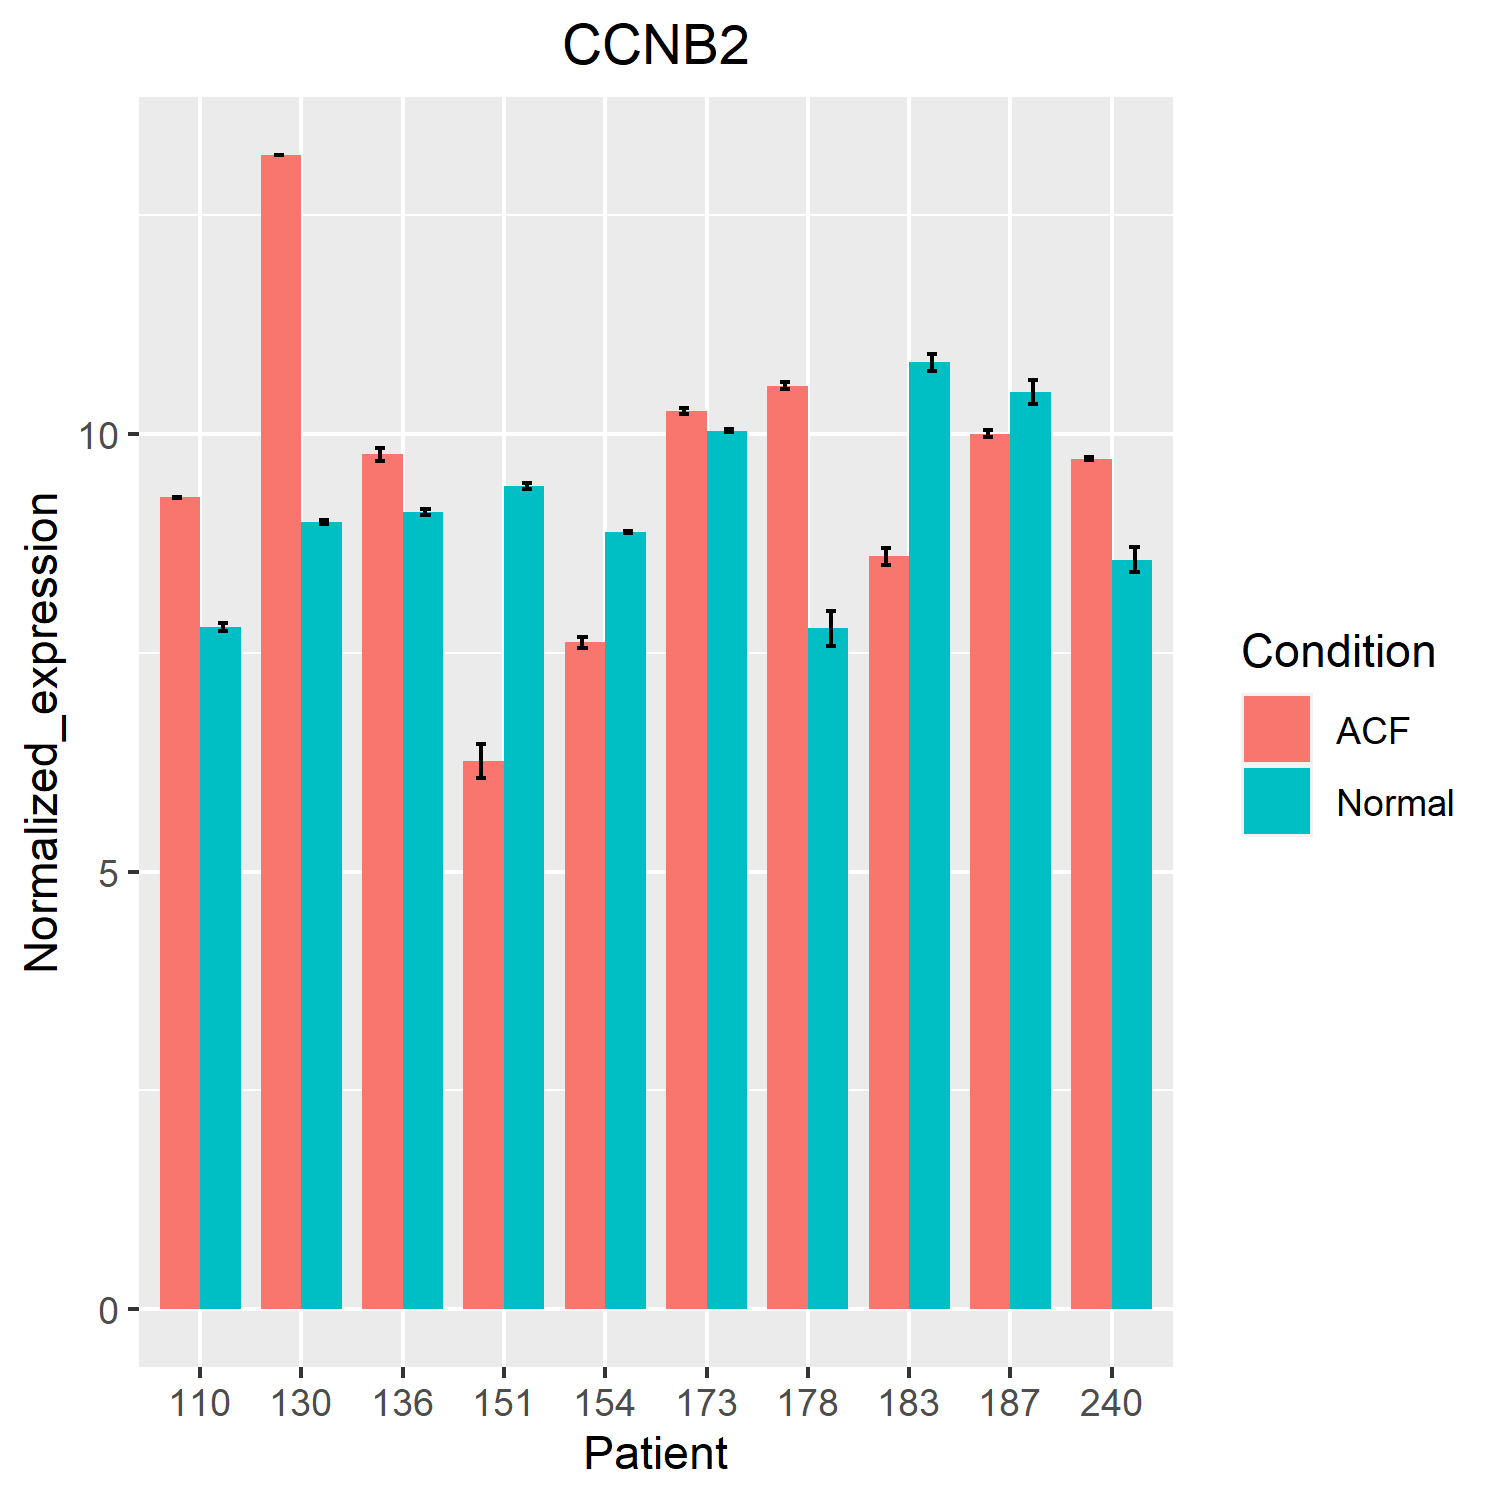 CCNB2
Normalized_expression
10
5
0
110 130 136 151 154 173 178 183 187 240
Patient
Condition
ACF
Normal